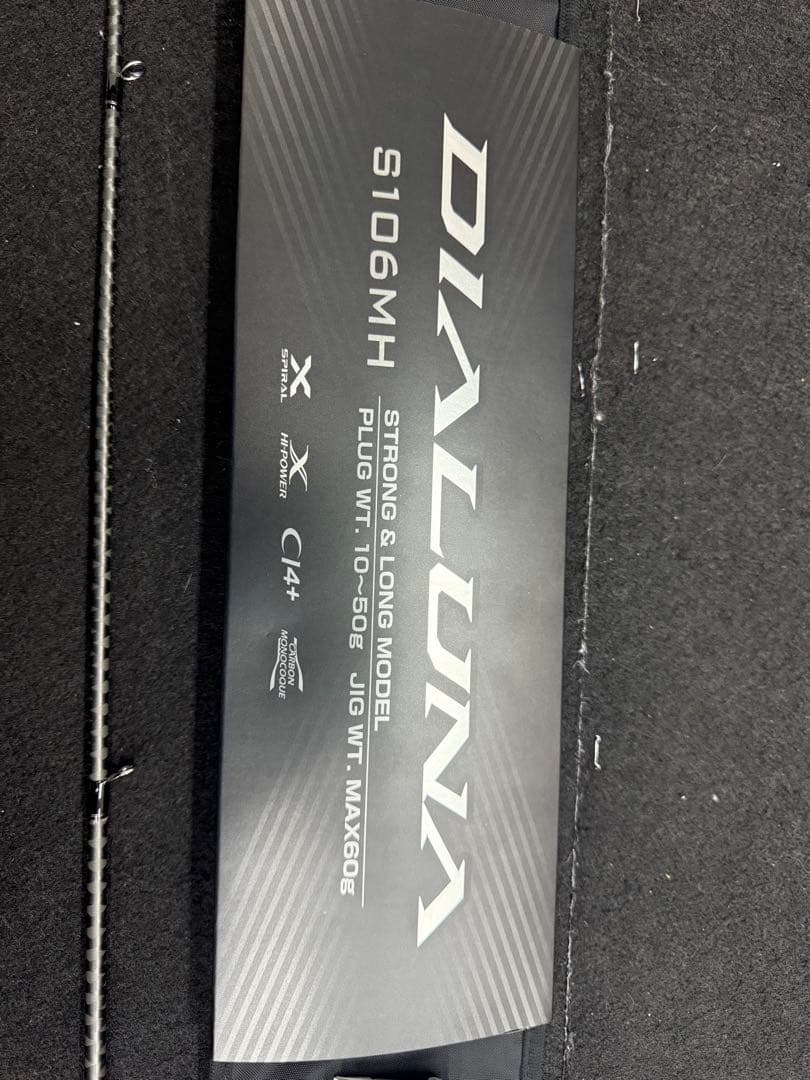 DIALUNA
S106MH
STRONG & LONG MODEL
PLUG WT. 10~50g JIG WT. MAX60g
X SPIRAL
X HI-POWER
CI4+
CARBON MONOCOQUE